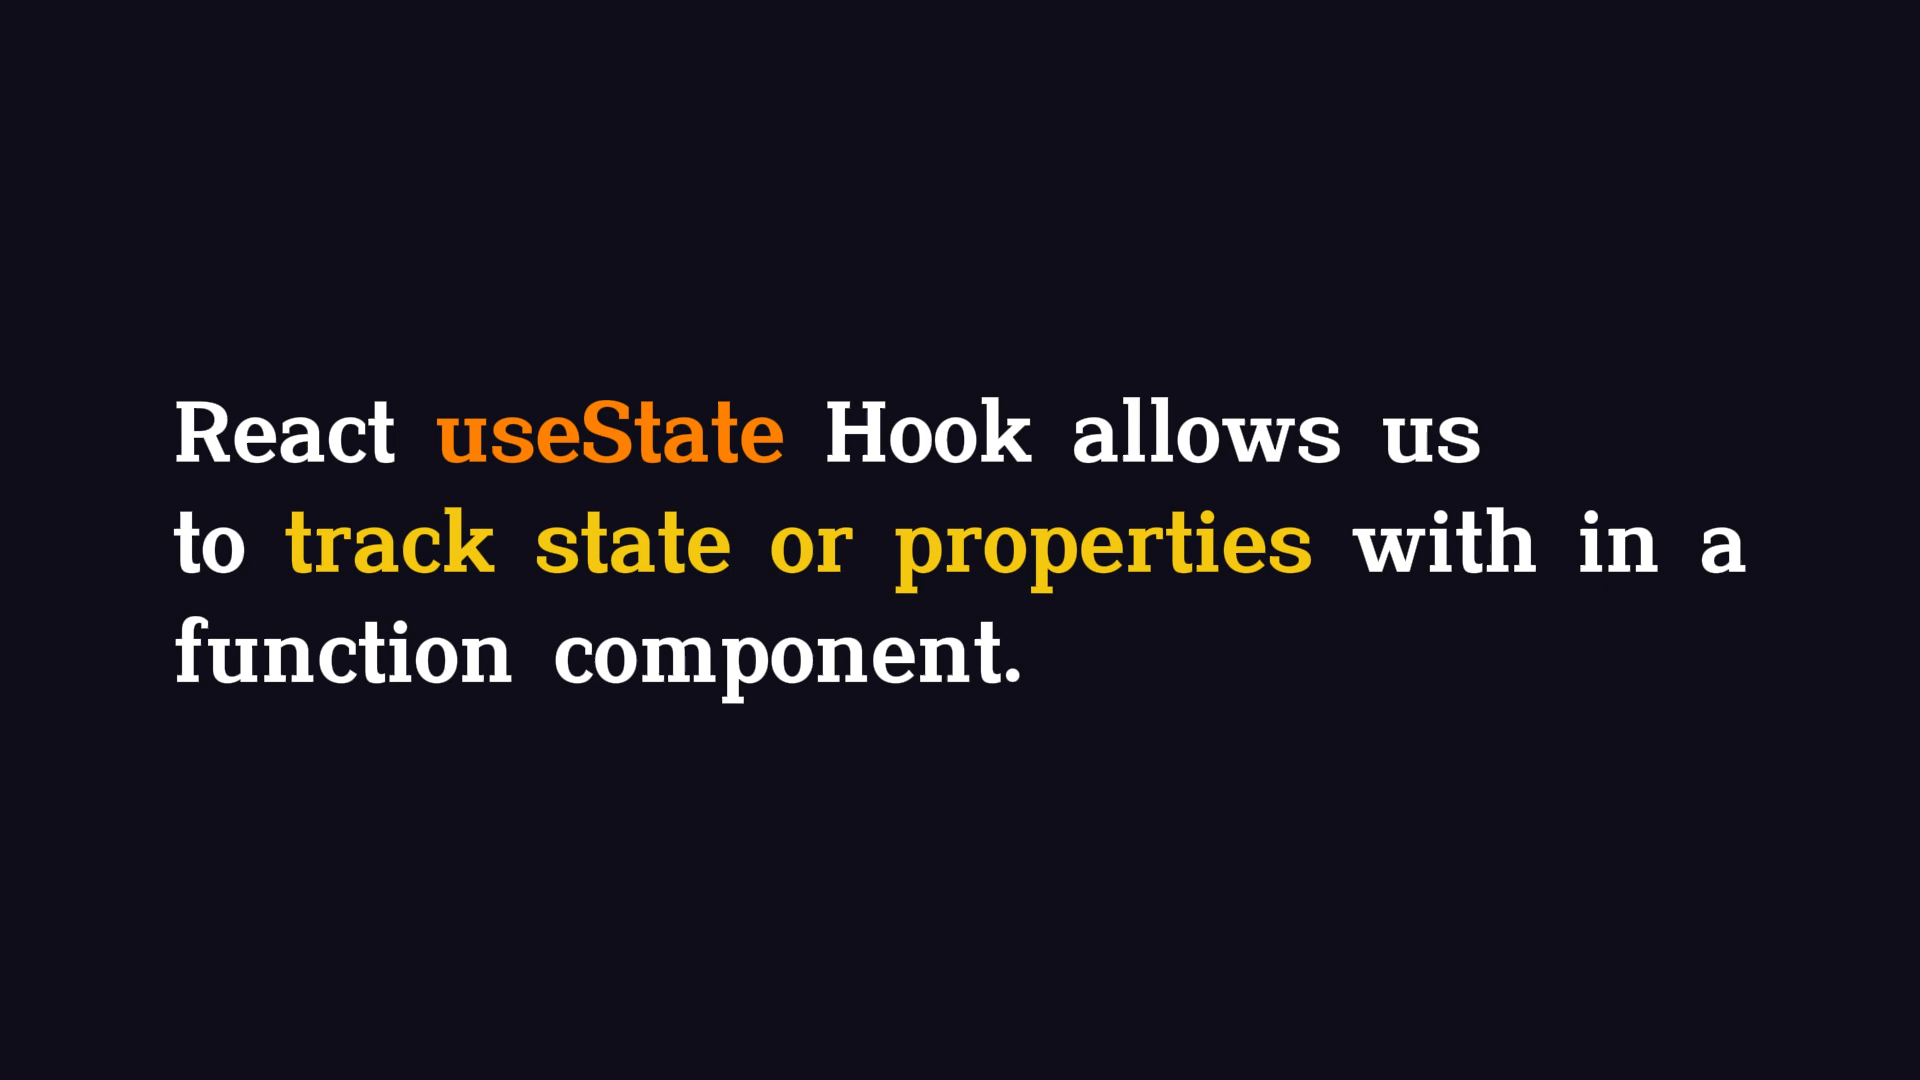 React useState Hook allows us
to track state or properties with in a
function component.